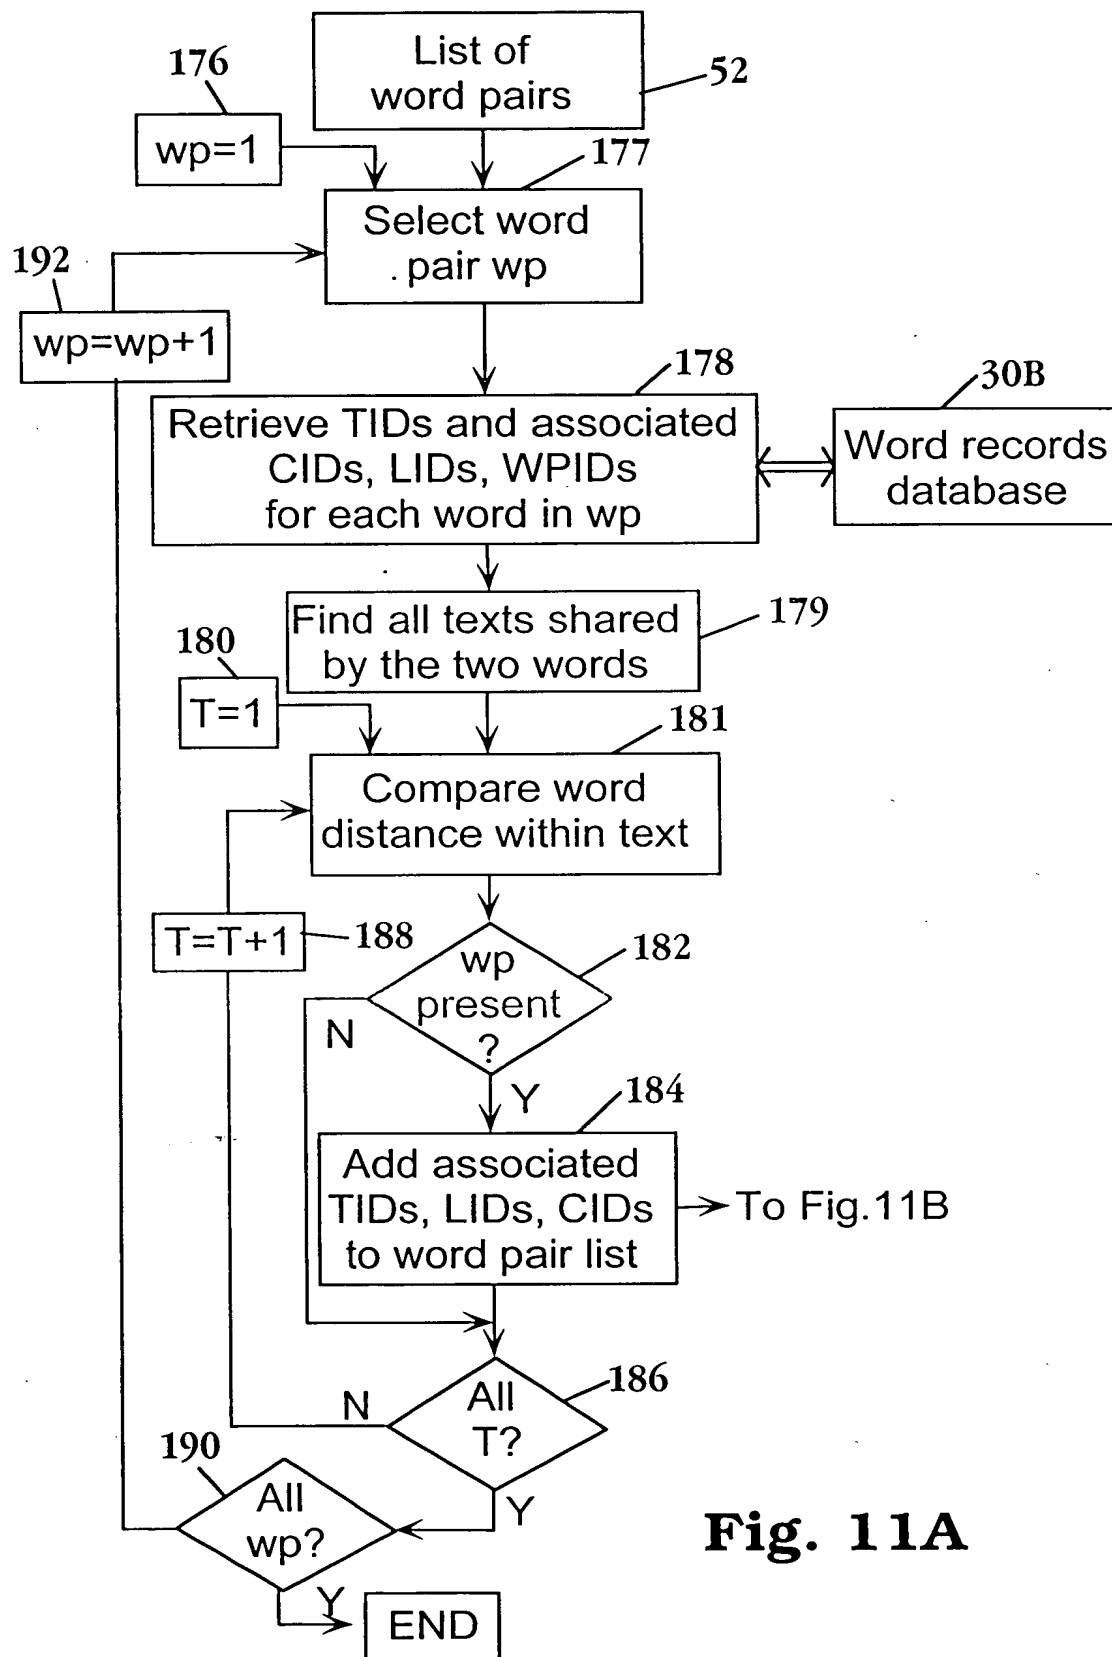 List of
word pairs
52
176
wp=1
177
Select word
pair wp
192
wp=wp+1
178
Retrieve TIDs and associated
CIDs, LIDs, WPIDs
for each word in wp
30B
Word records
database
Find all texts shared
by the two words
179
180
T=1
181
Compare word
distance within text
T=T+1
188
wp
present
?
182
N
Y
184
Add associated
TIDs, LIDs, CIDs
to word pair list
To Fig.11B
All
T?
186
N
Y
190
All
wp?
Y
END
Fig. 11A